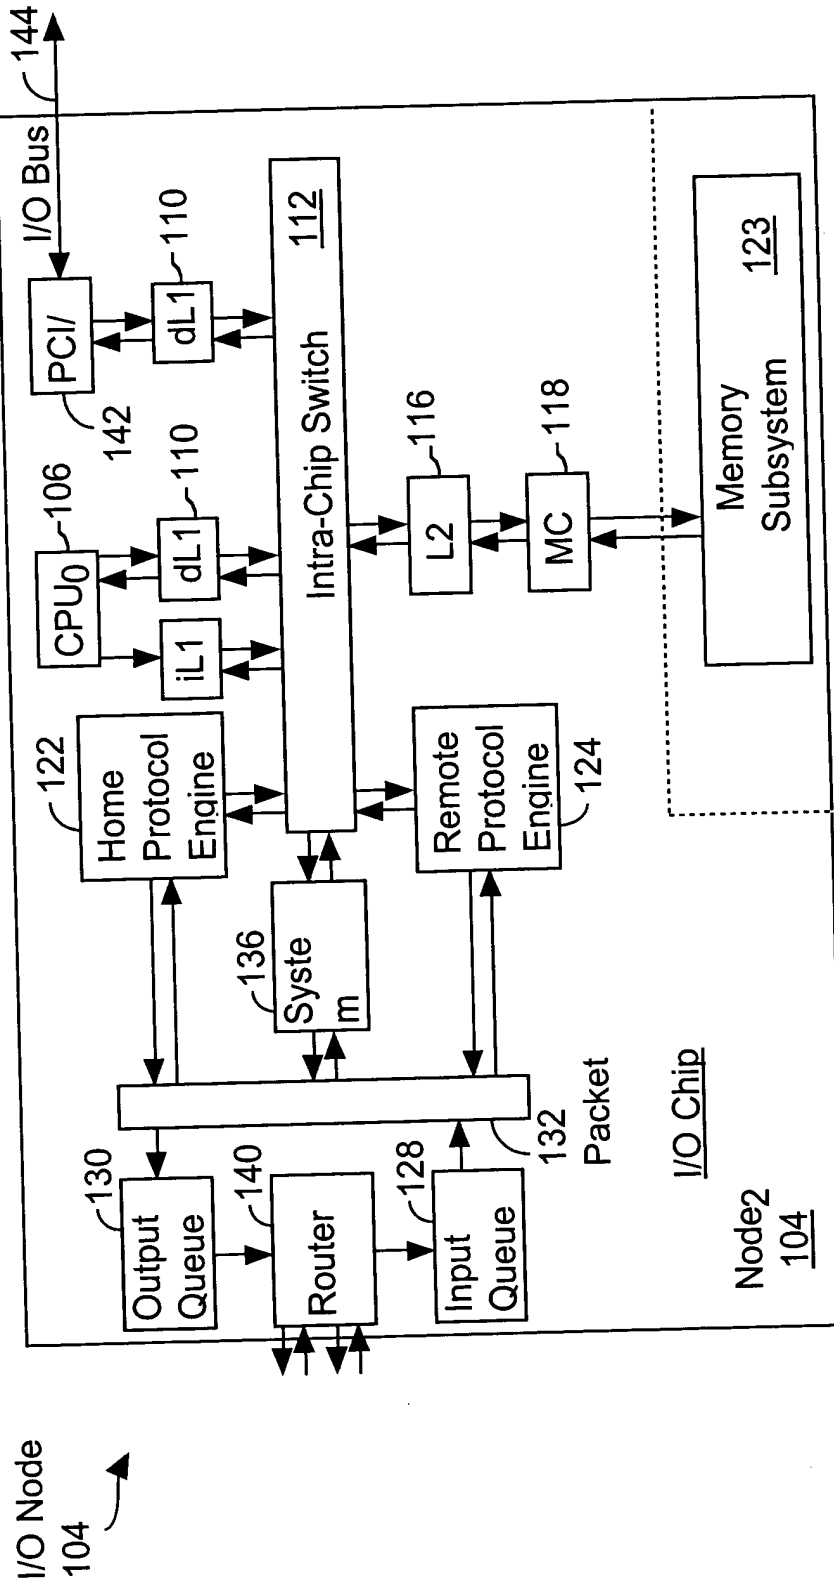 I/O Node
104
I/O Bus
144
CPU0
106
PCI/
142
Home
Protocol
Engine
122
iL1
dL1
110
dL1
110
Output
Queue
130
Intra-Chip Switch
112
Syste
m
136
Router
140
L2
116
Remote
Protocol
Engine
124
Input
Queue
128
MC
118
132
Packet
Memory
Subsystem
123
I/O Chip
Node2
104